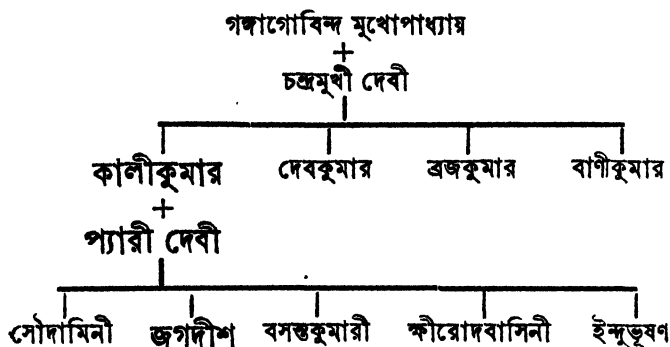 গঙ্গাগোবিন্দ মুখোপাধ্যায়
+
চন্দ্রমুখী দেবী
কালীকুমার দেবকুমার ব্রজকুমার বাণীকুমার
+
প্যারী দেবী
সৌদামিনী জগদীশ বসন্তকুমারী ক্ষীরোদবাসিনী ইন্দুভূষণ